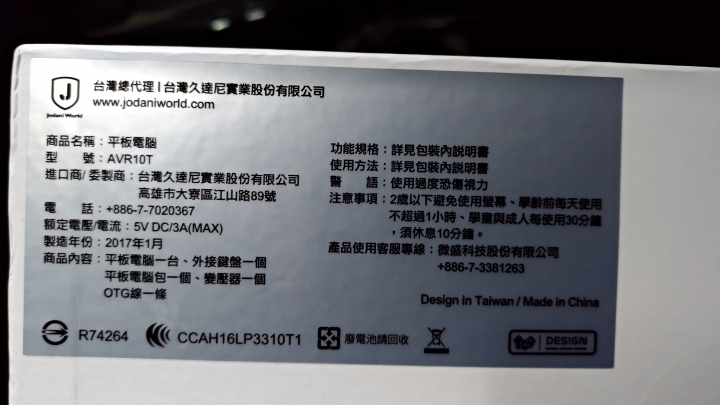 J
Jodani World
台灣總代理 | 台灣久達尼實業股份有限公司
www.jodaniworld.com
商品名稱：平板電腦
型　　號：AVR10T
進口商/ 委製商：台灣久達尼實業股份有限公司
高雄市大寮區江山路89號
電　　話：+886-7-7020367
額定電壓/電流：5V DC/3A(MAX)
製造年份：2017年1月
商品內容：平板電腦一台、外接鍵盤一個
平板電腦包一個、變壓器一個
OTG線一條
功能規格：詳見包裝內説明書
使用方法：詳見包裝內説明書
警　　語：使用過度恐傷視力
注意事項：2歲以下避免使用螢幕、學齡前每天使用
不超過1小時、學童與成人每使用30分鐘
，須休息10分鐘。
產品使用客服專線：微盛科技股份有限公司
+886-7-3381263
Design in Taiwan / Made in China
R74264
CCAH16LP3310T1
廢電池請回收
DESIGN